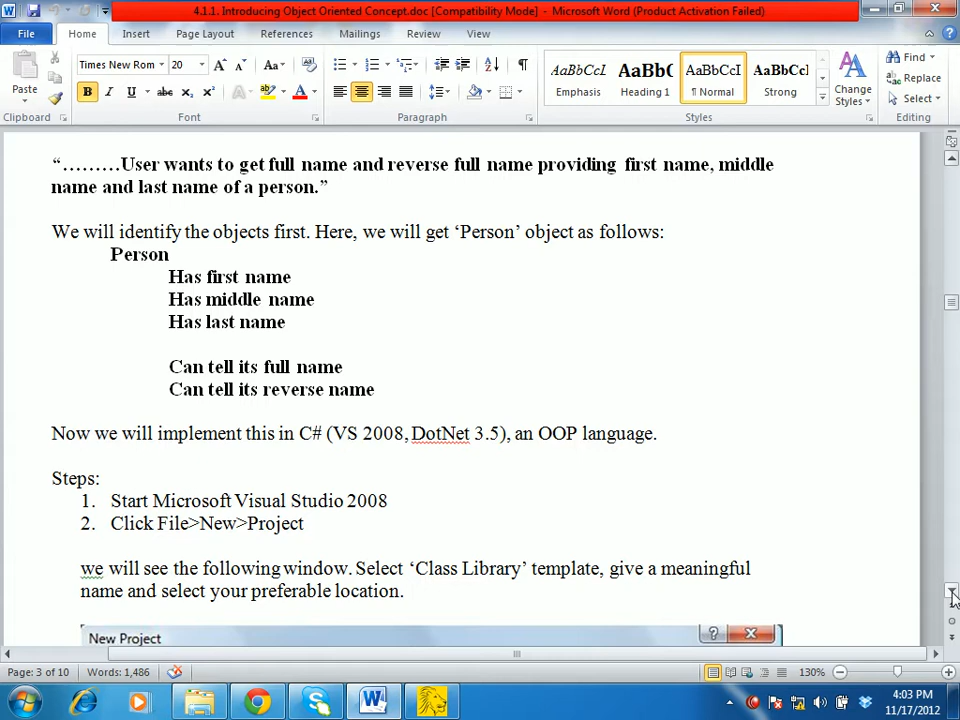 4.1.1. Introducing Object Oriented Concept.doc [Compatibility Mode] - Microsoft Word (Product Activation Failed)
File Home Insert Page Layout References Mailings Review View
Times New Rom 20 Aa
AaBbCcI AaBbC AaBbCcI AaBbCc
Paste Emphasis Heading 1 ¶ Normal Strong Change Styles Find Replace Select
Clipboard Font Paragraph Styles Editing
“………User wants to get full name and reverse full name providing first name, middle
name and last name of a person.”
We will identify the objects first. Here, we will get ‘Person’ object as follows:
Person
Has first name
Has middle name
Has last name
Can tell its full name
Can tell its reverse name
Now we will implement this in C# (VS 2008, DotNet 3.5), an OOP language.
Steps:
1. Start Microsoft Visual Studio 2008
2. Click File>New>Project
we will see the following window. Select ‘Class Library’ template, give a meaningful
name and select your preferable location.
New Project
Page: 3 of 10 Words: 1,486 130%
4:03 PM
11/17/2012